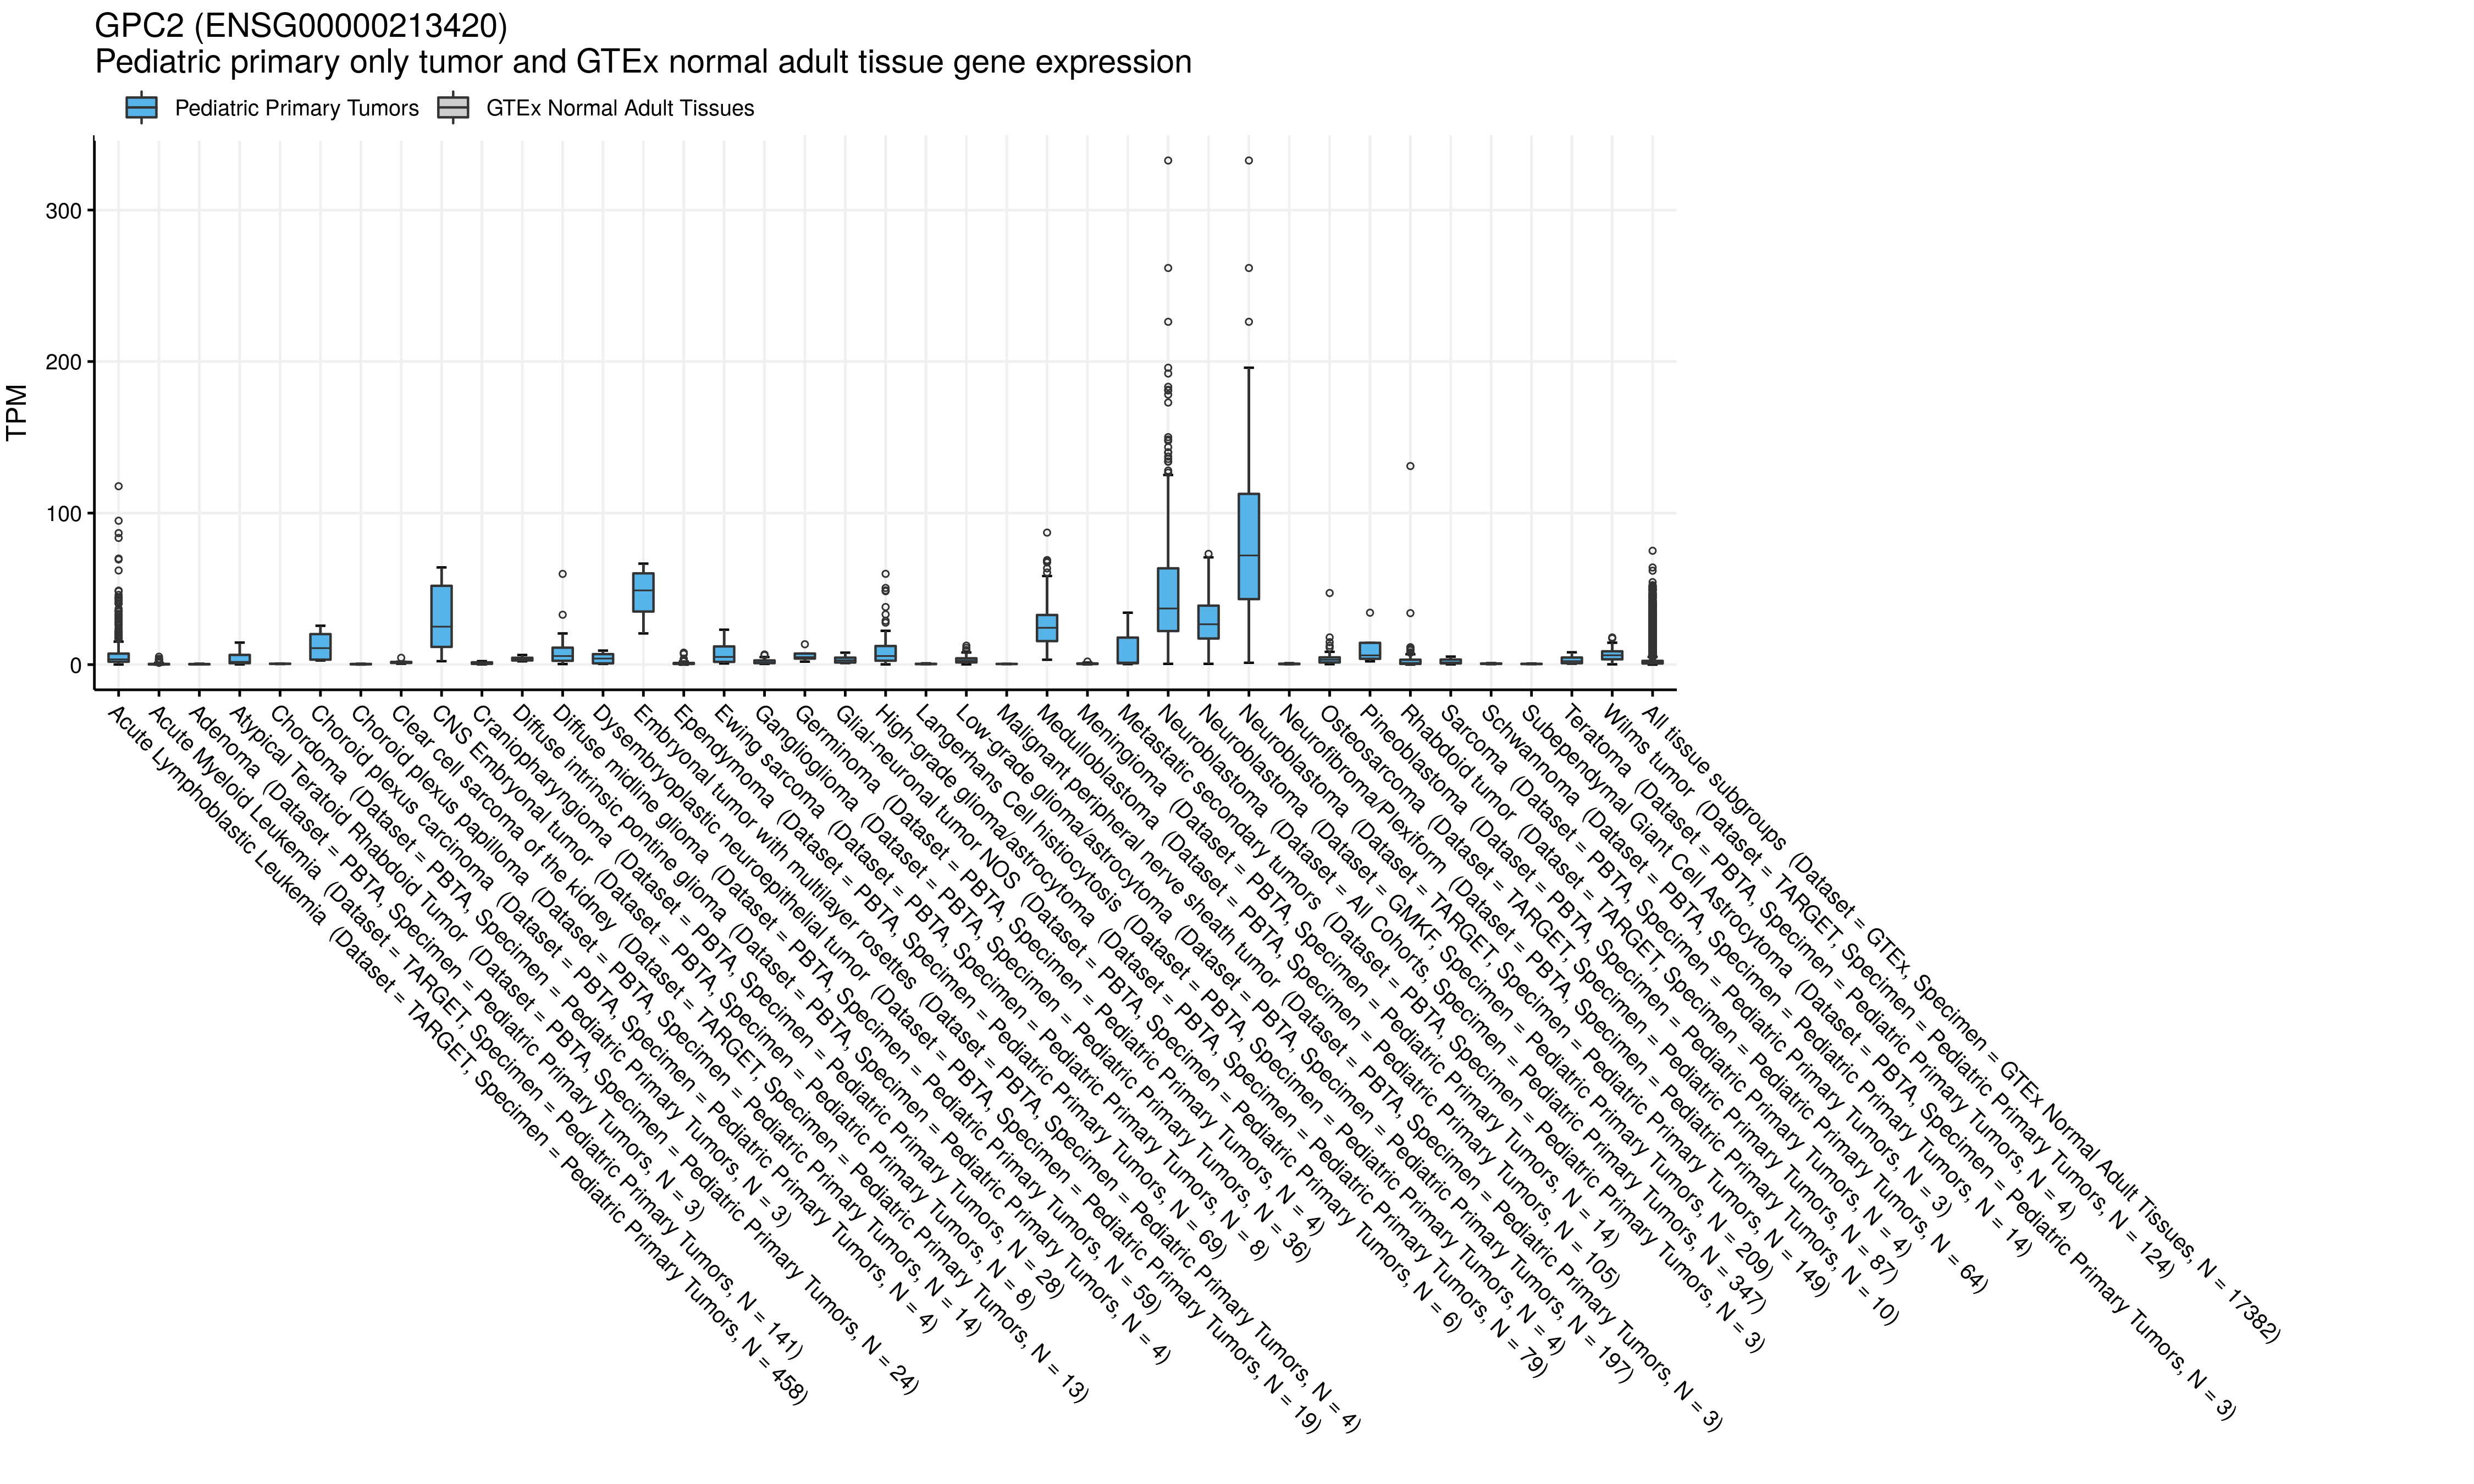 GPC2 (ENSG00000213420)
Pediatric primary only tumor and GTEx normal adult tissue gene expression
Pediatric Primary Tumors
GTEx Normal Adult Tissues
TPM
300
200
100
0
Acute Lymphoblastic Leukemia (Dataset = TARGET, Specimen = Pediatric Primary Tumors, N = 458)
Acute Myeloid Leukemia (Dataset = TARGET, Specimen = Pediatric Primary Tumors, N = 141)
Adenoma (Dataset = PBTA, Specimen = Pediatric Primary Tumors, N = 3)
Atypical Teratoid Rhabdoid Tumor (Dataset = PBTA, Specimen = Pediatric Primary Tumors, N = 24)
Chordoma (Dataset = PBTA, Specimen = Pediatric Primary Tumors, N = 3)
Choroid plexus carcinoma (Dataset = PBTA, Specimen = Pediatric Primary Tumors, N = 4)
Choroid plexus papilloma (Dataset = PBTA, Specimen = Pediatric Primary Tumors, N = 14)
Clear cell sarcoma of the kidney (Dataset = TARGET, Specimen = Pediatric Primary Tumors, N = 13)
CNS Embryonal tumor (Dataset = PBTA, Specimen = Pediatric Primary Tumors, N = 8)
Craniopharyngioma (Dataset = PBTA, Specimen = Pediatric Primary Tumors, N = 28)
Diffuse intrinsic pontine glioma (Dataset = PBTA, Specimen = Pediatric Primary Tumors, N = 4)
Diffuse midline glioma (Dataset = PBTA, Specimen = Pediatric Primary Tumors, N = 59)
Dysembryoplastic neuroepithelial tumor (Dataset = PBTA, Specimen = Pediatric Primary Tumors, N = 19)
Embryonal tumor with multilayer rosettes (Dataset = PBTA, Specimen = Pediatric Primary Tumors, N = 4)
Ependymoma (Dataset = PBTA, Specimen = Pediatric Primary Tumors, N = 69)
Ewing sarcoma (Dataset = PBTA, Specimen = Pediatric Primary Tumors, N = 8)
Ganglioglioma (Dataset = PBTA, Specimen = Pediatric Primary Tumors, N = 36)
Germinoma (Dataset = PBTA, Specimen = Pediatric Primary Tumors, N = 4)
Glial-neuronal tumor NOS (Dataset = PBTA, Specimen = Pediatric Primary Tumors, N = 6)
High-grade glioma/astrocytoma (Dataset = PBTA, Specimen = Pediatric Primary Tumors, N = 79)
Langerhans Cell histiocytosis (Dataset = PBTA, Specimen = Pediatric Primary Tumors, N = 4)
Low-grade glioma/astrocytoma (Dataset = PBTA, Specimen = Pediatric Primary Tumors, N = 197)
Malignant peripheral nerve sheath tumor (Dataset = PBTA, Specimen = Pediatric Primary Tumors, N = 3)
Medulloblastoma (Dataset = PBTA, Specimen = Pediatric Primary Tumors, N = 105)
Meningioma (Dataset = PBTA, Specimen = Pediatric Primary Tumors, N = 14)
Metastatic secondary tumors (Dataset = PBTA, Specimen = Pediatric Primary Tumors, N = 3)
Neuroblastoma (Dataset = All Cohorts, Specimen = Pediatric Primary Tumors, N = 347)
Neuroblastoma (Dataset = GMKF, Specimen = Pediatric Primary Tumors, N = 209)
Neuroblastoma (Dataset = TARGET, Specimen = Pediatric Primary Tumors, N = 149)
Neurofibroma/Plexiform (Dataset = PBTA, Specimen = Pediatric Primary Tumors, N = 10)
Osteosarcoma (Dataset = TARGET, Specimen = Pediatric Primary Tumors, N = 87)
Pineoblastoma (Dataset = PBTA, Specimen = Pediatric Primary Tumors, N = 4)
Rhabdoid tumor (Dataset = TARGET, Specimen = Pediatric Primary Tumors, N = 64)
Sarcoma (Dataset = PBTA, Specimen = Pediatric Primary Tumors, N = 3)
Schwannoma (Dataset = PBTA, Specimen = Pediatric Primary Tumors, N = 14)
Subependymal Giant Cell Astrocytoma (Dataset = PBTA, Specimen = Pediatric Primary Tumors, N = 3)
Teratoma (Dataset = PBTA, Specimen = Pediatric Primary Tumors, N = 4)
Wilms tumor (Dataset = TARGET, Specimen = Pediatric Primary Tumors, N = 124)
All tissue subgroups (Dataset = GTEx, Specimen = GTEx Normal Adult Tissues, N = 17382)